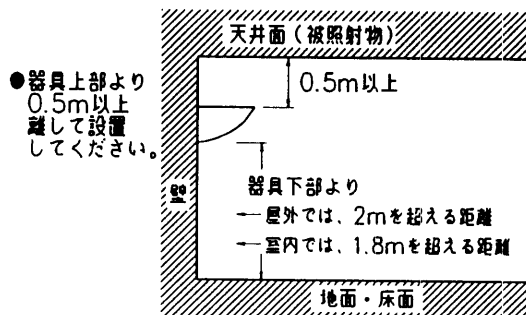 天井面(被照射物)
●器具上部より
0.5m以上
離して設置
してください。
0.5m以上
壁
器具下部より
屋外では、2mを超える距離
室内では、1.8mを超える距離
地面・床面